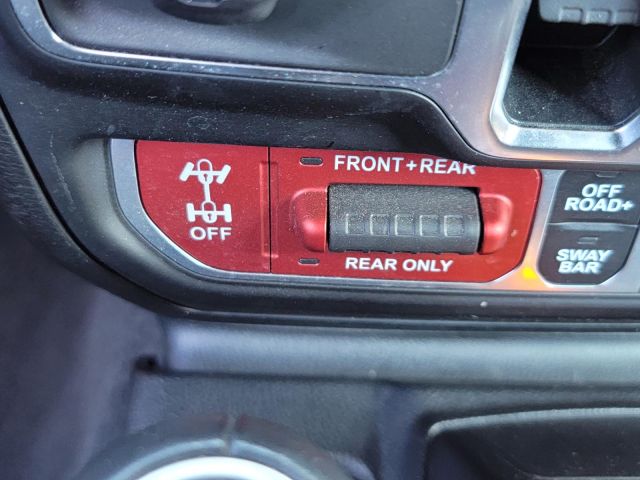 FRONT+REAR
OFF
REAR ONLY
OFF
ROAD+
SWAY
BAR